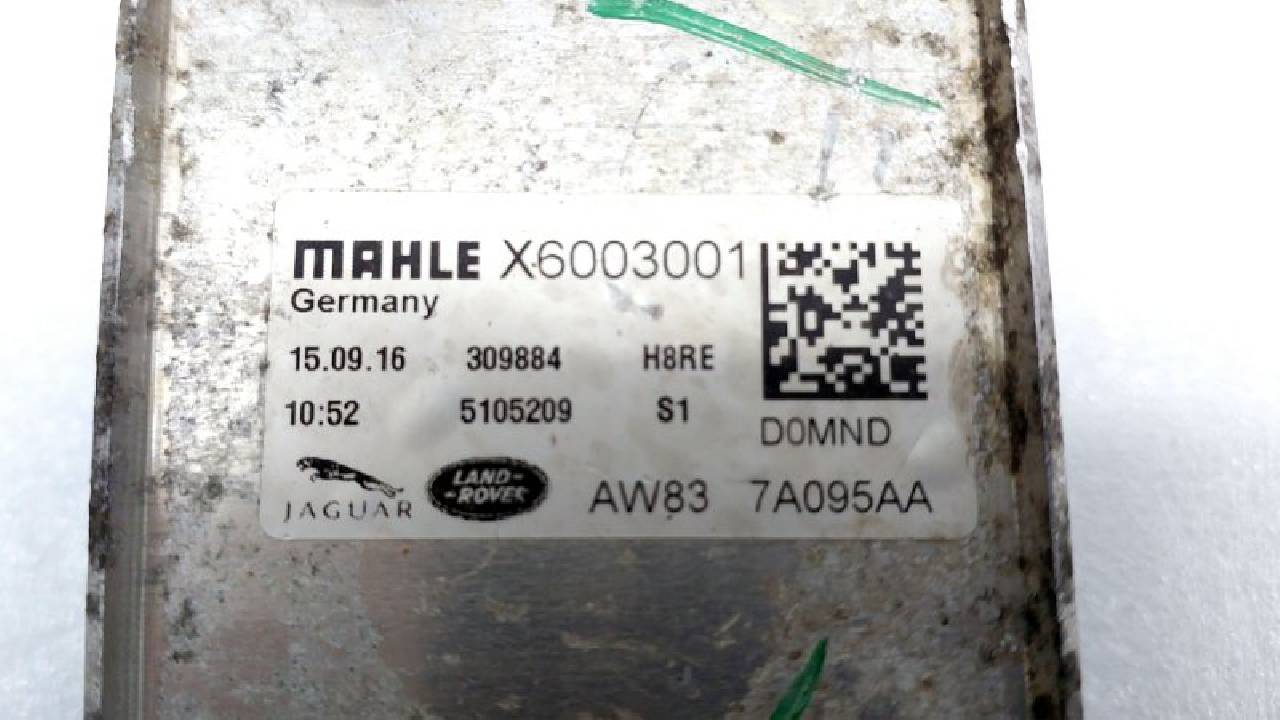 MAHLE X6003001
Germany
15.09.16 309884 H8RE
10:52 5105209 S1
D0MND
JAGUAR LAND-ROVER AW83 7A095AA